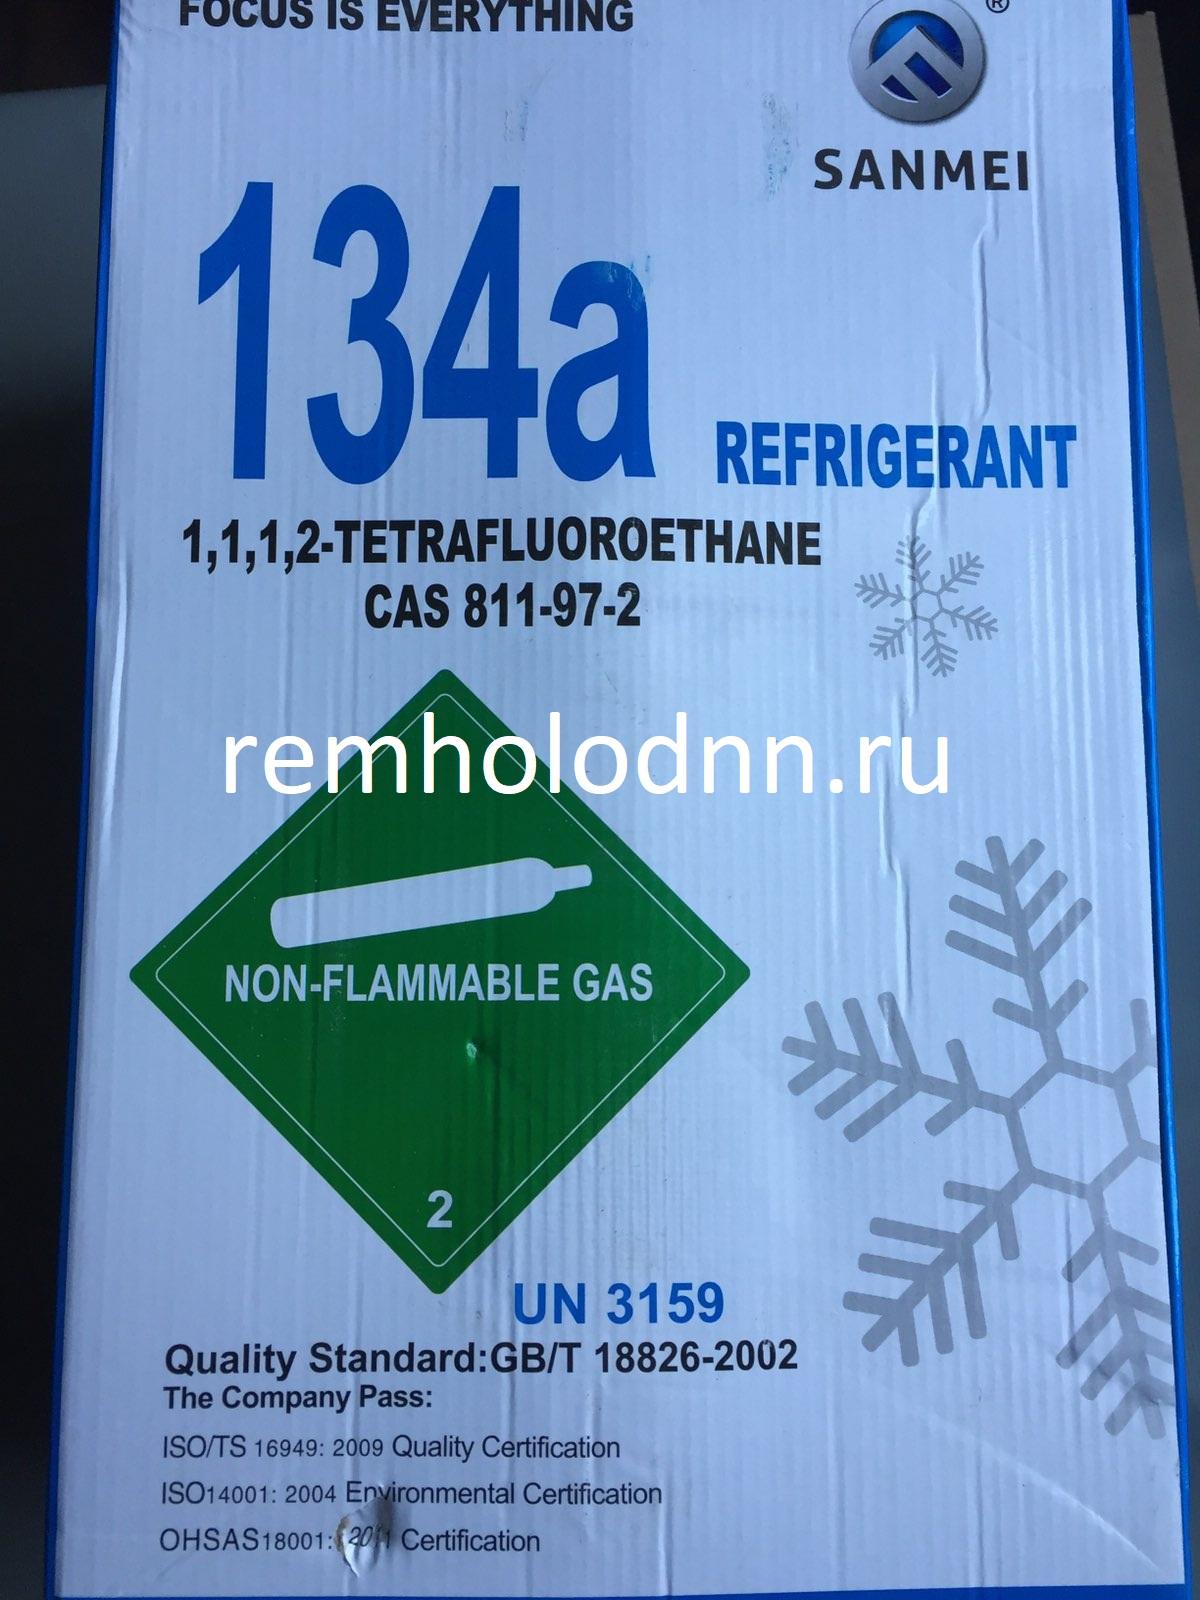 FOCUS IS EVERYTHING
®
SANMEI
134a
REFRIGERANT
1,1,1,2-TETRAFLUOROETHANE
CAS 811-97-2
remholodnn.ru
NON-FLAMMABLE GAS
2
UN 3159
Quality Standard:GB/T 18826-2002
The Company Pass:
ISO/TS 16949: 2009 Quality Certification
ISO14001: 2004 Environmental Certification
OHSAS18001: 2011 Certification